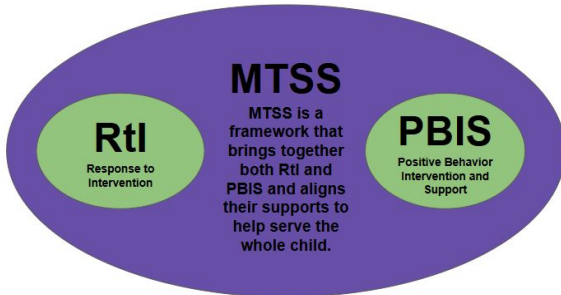 MTSS
MTSS is a
framework that
brings together
both RtI and
PBIS and aligns
their supports to
help serve the
whole child.
RtI
Response to
Intervention
PBIS
Positive Behavior
Intervention and
Support